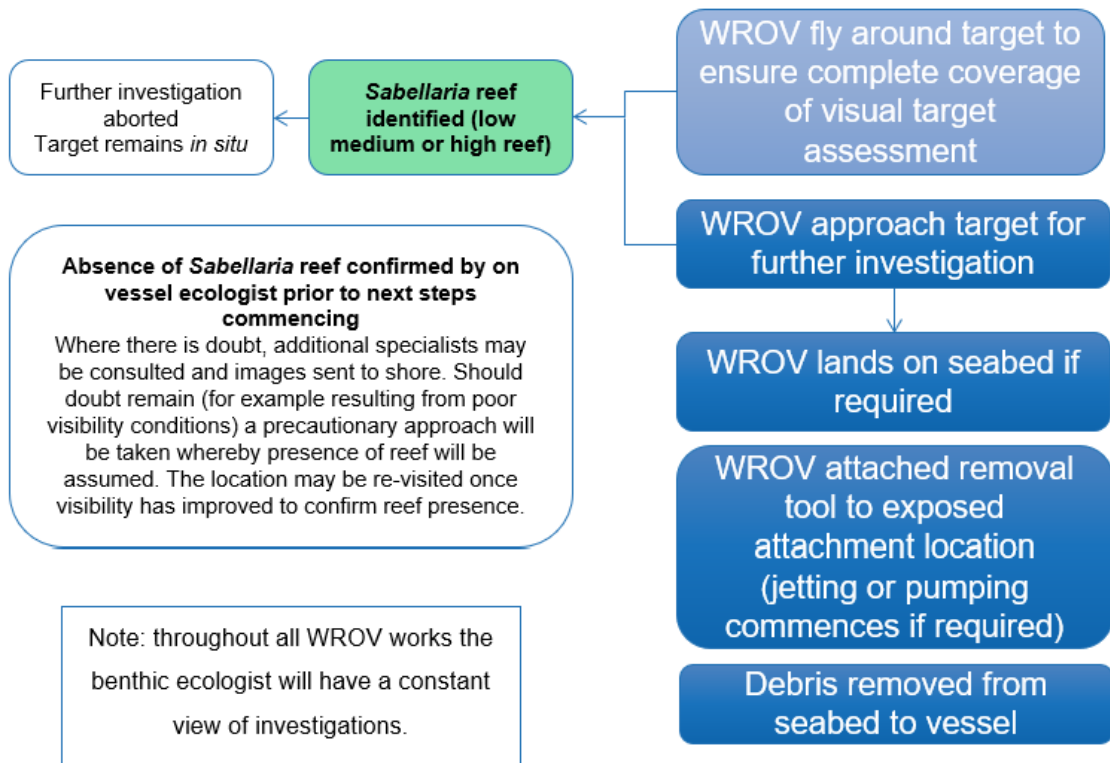 Further investigation
aborted
Target remains in situ
Sabellaria reef
identified (low
medium or high reef)
WROV fly around target to
ensure complete coverage
of visual target
assessment
WROV approach target for
further investigation
Absence of Sabellaria reef confirmed by on
vessel ecologist prior to next steps
commencing
Where there is doubt, additional specialists may
be consulted and images sent to shore. Should
doubt remain (for example resulting from poor
visibility conditions) a precautionary approach will
be taken whereby presence of reef will be
assumed. The location may be re-visited once
visibility has improved to confirm reef presence.
WROV lands on seabed if
required
WROV attached removal
tool to exposed
attachment location
(jetting or pumping
commences if required)
Note: throughout all WROV works the
benthic ecologist will have a constant
view of investigations.
Debris removed from
seabed to vessel